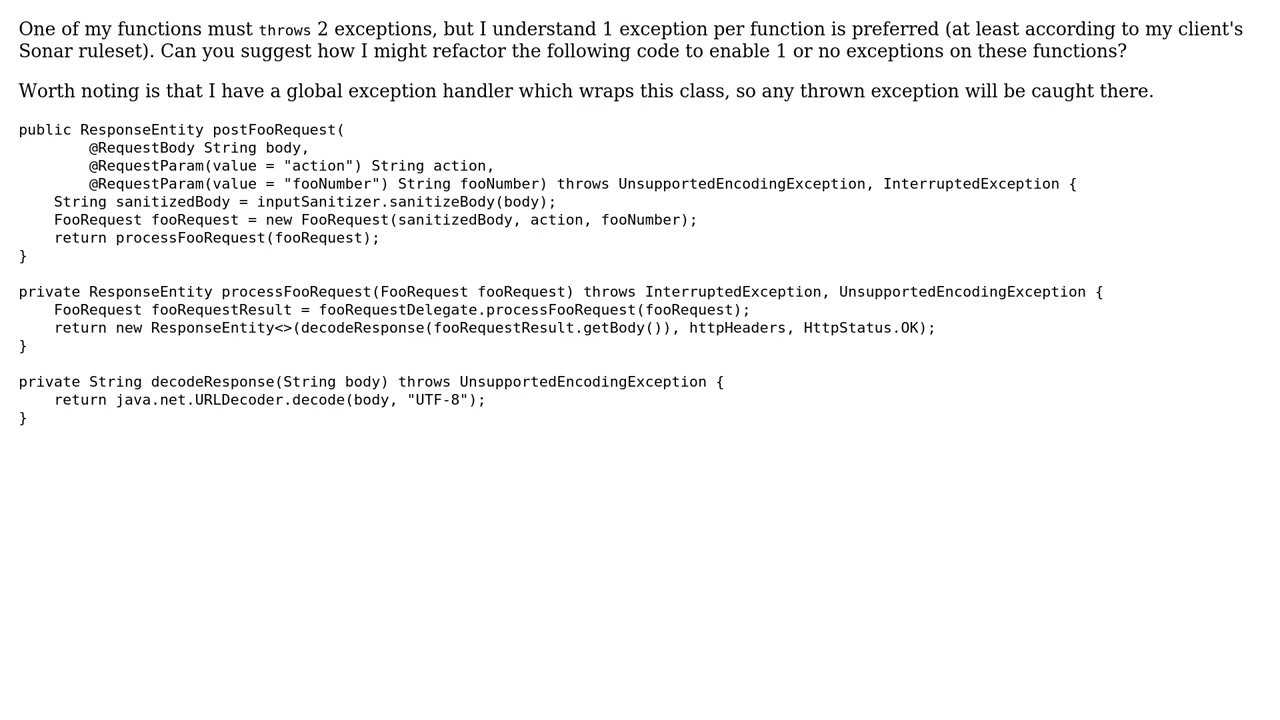 One of my functions must throws 2 exceptions, but I understand 1 exception per function is preferred (at least according to my client's
Sonar ruleset). Can you suggest how I might refactor the following code to enable 1 or no exceptions on these functions?
Worth noting is that I have a global exception handler which wraps this class, so any thrown exception will be caught there.
public ResponseEntity postFooRequest(
        @RequestBody String body,
        @RequestParam(value = "action") String action,
        @RequestParam(value = "fooNumber") String fooNumber) throws UnsupportedEncodingException, InterruptedException {
    String sanitizedBody = inputSanitizer.sanitizeBody(body);
    FooRequest fooRequest = new FooRequest(sanitizedBody, action, fooNumber);
    return processFooRequest(fooRequest);
}
private ResponseEntity processFooRequest(FooRequest fooRequest) throws InterruptedException, UnsupportedEncodingException {
    FooRequest fooRequestResult = fooRequestDelegate.processFooRequest(fooRequest);
    return new ResponseEntity<>(decodeResponse(fooRequestResult.getBody()), httpHeaders, HttpStatus.OK);
}
private String decodeResponse(String body) throws UnsupportedEncodingException {
    return java.net.URLDecoder.decode(body, "UTF-8");
}